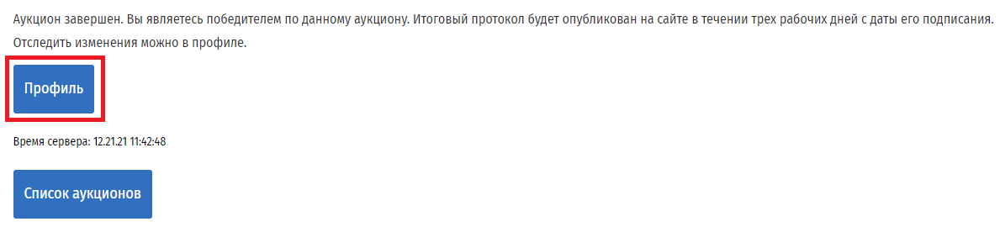 Аукцион завершен. Вы являетесь победителем по данному аукциону. Итоговый протокол будет опубликован на сайте в течении трех рабочих дней с даты его подписания.
Отследить изменения можно в профиле.
Профиль
Время сервера: 12.21.21 11:42:48
Список аукционов